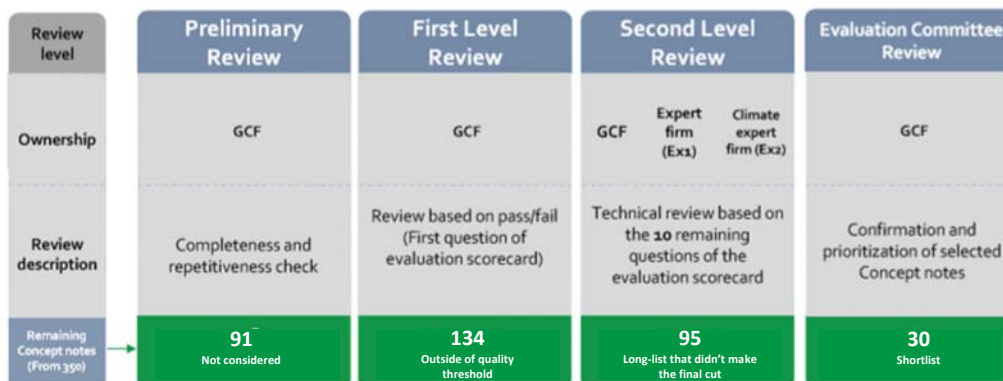 Review
level
Preliminary
Review
First Level
Review
Second Level
Review
Evaluation Committee
Review
Ownership
GCF
GCF
GCF
Expert
firm
(Ex1)
Climate
expert
firm (Ex2)
GCF
Review
description
Completeness and
repetitiveness check
Review based on pass/fail
(First question of
evaluation scorecard)
Technical review based on
the 10 remaining
questions of the
evaluation scorecard
Confirmation and
prioritization of selected
Concept notes
Remaining
Concept notes
(From 350)
91
Not considered
134
Outside of quality
threshold
95
Long-list that didn't make
the final cut
30
Shortlist